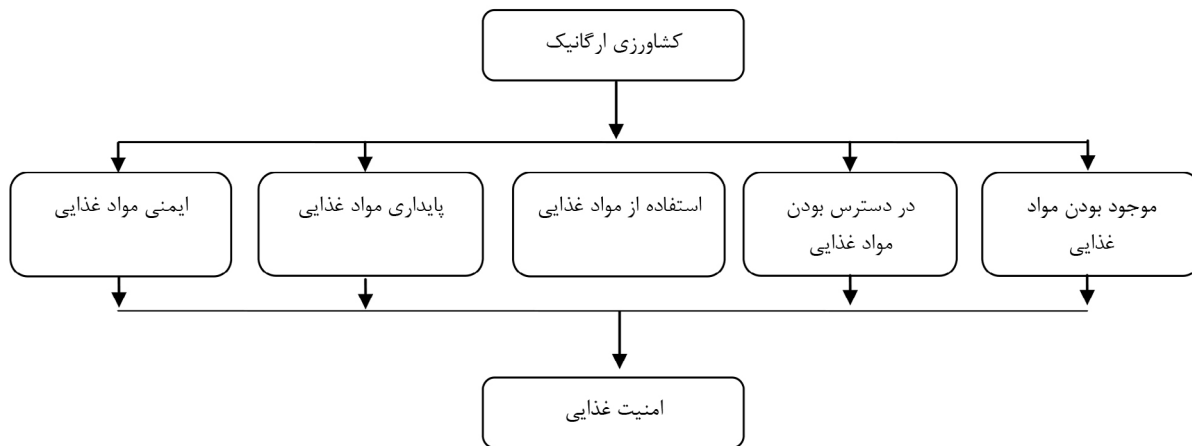 کشاورزی ارگانیک
موجود بودن مواد
غذایی
در دسترس بودن
مواد غذایی
استفاده از مواد غذایی
پایداری مواد غذایی
ایمنی مواد غذایی
امنیت غذایی